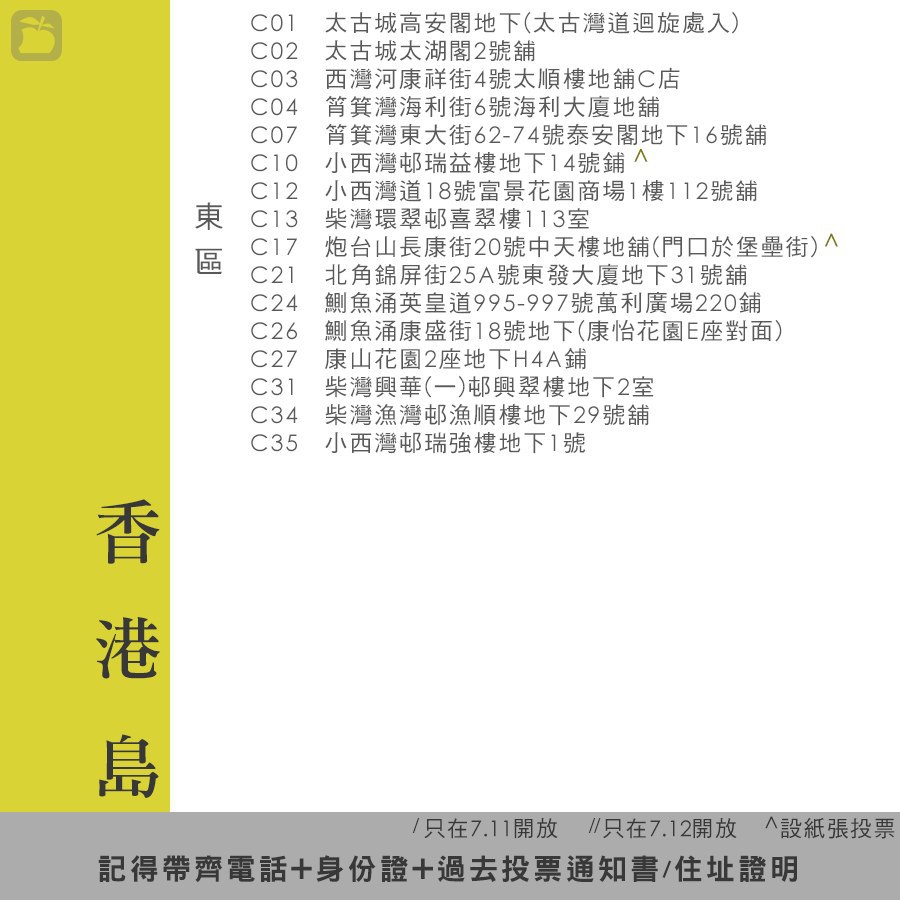 C01 太古城高安閣地下(太古灣道迴旋處入)
C02 太古城太湖閣2號舖
C03 西灣河康祥街4號太順樓地舖C店
C04 筲箕灣海利街6號海利大廈地舖
C07 筲箕灣東大街62-74號泰安閣地下16號舖
C10 小西灣邨瑞益樓地下14號鋪 ^
C12 小西灣道18號富景花園商場1樓112號舖
C13 柴灣環翠邨喜翠樓113室
C17 炮台山長康街20號中天樓地舖(門口於堡壘街) ^
C21 北角錦屏街25A號東發大廈地下31號舖
C24 鰂魚涌英皇道995-997號萬利廣場220鋪
C26 鰂魚涌康盛街18號地下(康怡花園E座對面)
C27 康山花園2座地下H4A鋪
C31 柴灣興華(一)邨興翠樓地下2室
C34 柴灣漁灣邨漁順樓地下29號舖
C35 小西灣邨瑞強樓地下1號
東區
香港島
/ 只在7.11開放 //只在7.12開放 ^設紙張投票
記得帶齊電話+身份證+過去投票通知書/住址證明